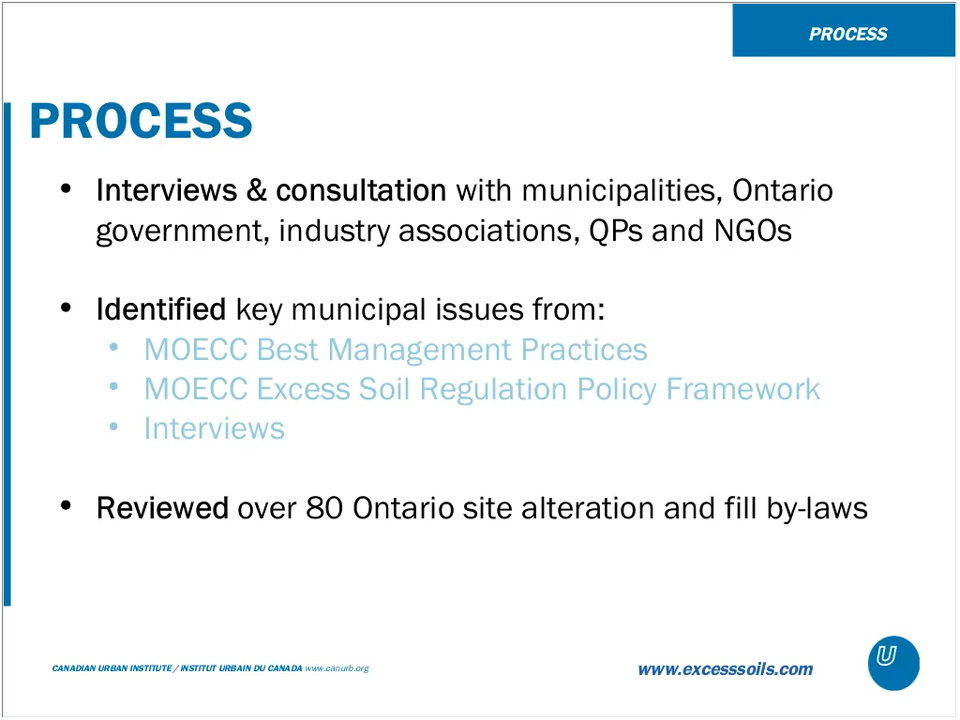 PROCESS
PROCESS
• Interviews & consultation with municipalities, Ontario
government, industry associations, QPs and NGOs
• Identified key municipal issues from:
• MOECC Best Management Practices
• MOECC Excess Soil Regulation Policy Framework
• Interviews
• Reviewed over 80 Ontario site alteration and fill by-laws
CANADIAN URBAN INSTITUTE / INSTITUT URBAIN DU CANADA www.canurb.org
www.excesssoils.com
U